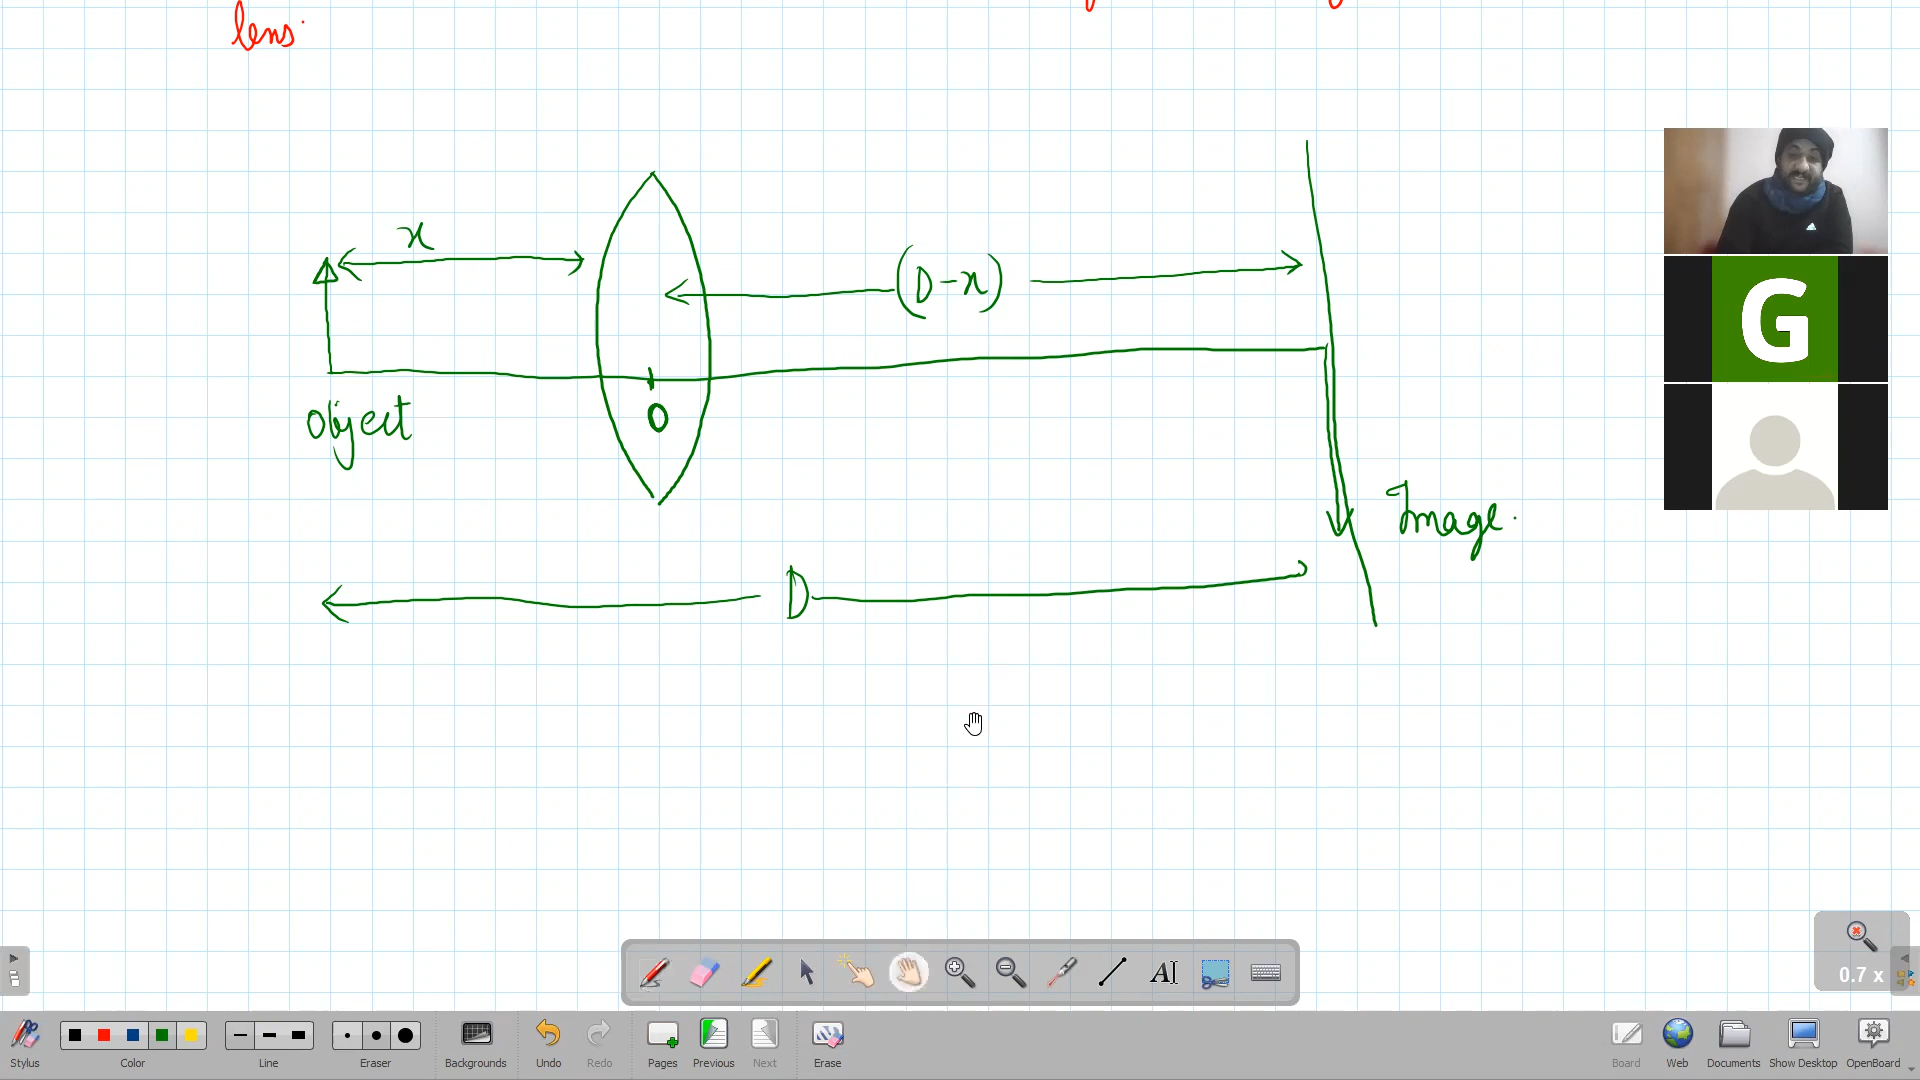 lens
x
(D-x)
O
object
Image.
D
G
0.7 x
Stylus
Color
Line
Eraser
Backgrounds
Undo
Redo
Pages
Previous
Next
Erase
Board
Web
Documents
Show Desktop
OpenBoard